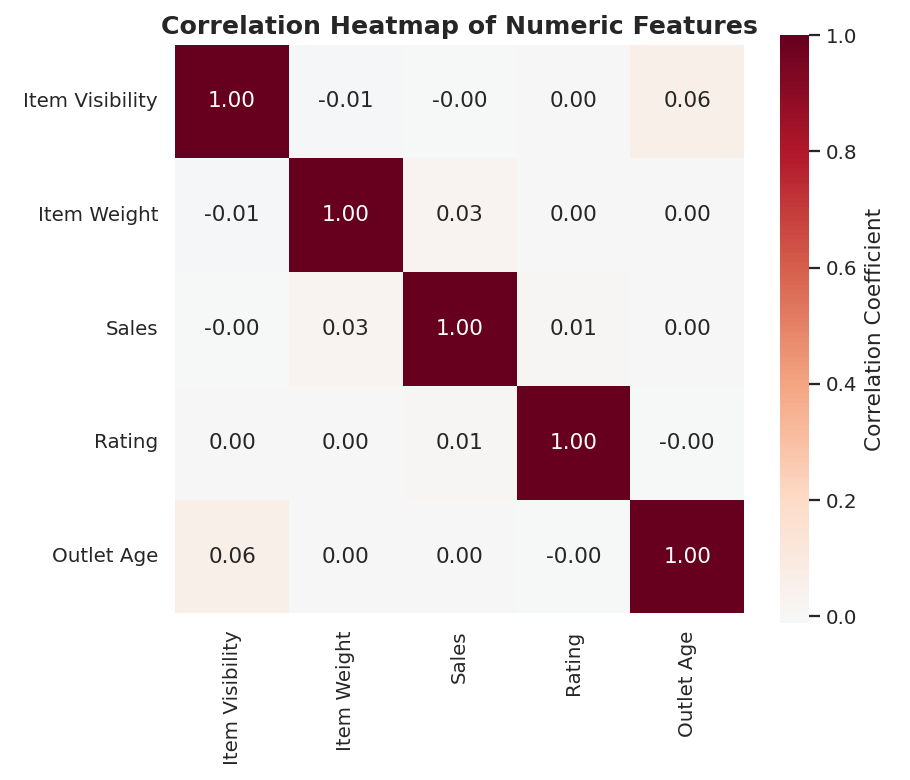 Correlation Heatmap of Numeric Features
Item Visibility 1.00 -0.01 -0.00 0.00 0.06
Item Weight -0.01 1.00 0.03 0.00 0.00
Sales -0.00 0.03 1.00 0.01 0.00
Rating 0.00 0.00 0.01 1.00 -0.00
Outlet Age 0.06 0.00 0.00 -0.00 1.00
Item Visibility
Item Weight
Sales
Rating
Outlet Age
1.0
0.8
0.6
0.4
0.2
0.0
Correlation Coefficient